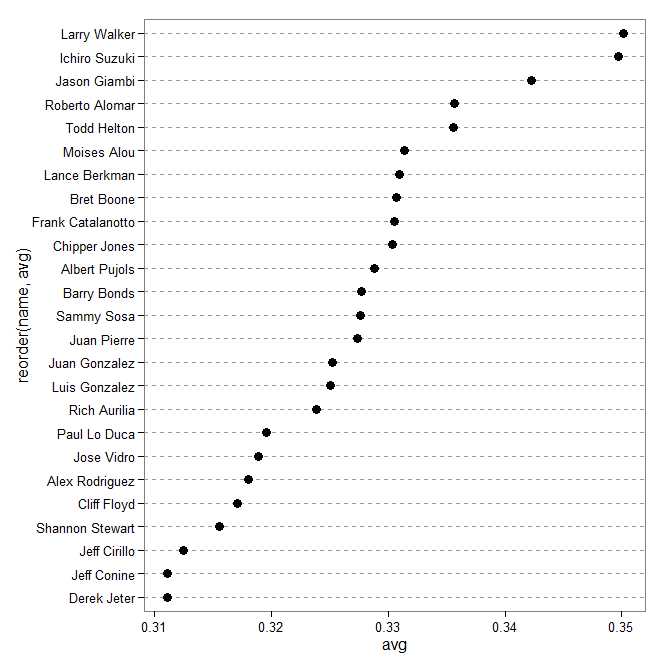 Larry Walker
Ichiro Suzuki
Jason Giambi
Roberto Alomar
Todd Helton
Moises Alou
Lance Berkman
Bret Boone
Frank Catalanotto
Chipper Jones
Albert Pujols
Barry Bonds
Sammy Sosa
Juan Pierre
Juan Gonzalez
Luis Gonzalez
Rich Aurilia
Paul Lo Duca
Jose Vidro
Alex Rodriguez
Cliff Floyd
Shannon Stewart
Jeff Cirillo
Jeff Conine
Derek Jeter
reorder(name, avg)
0.31 0.32 0.33 0.34 0.35
avg